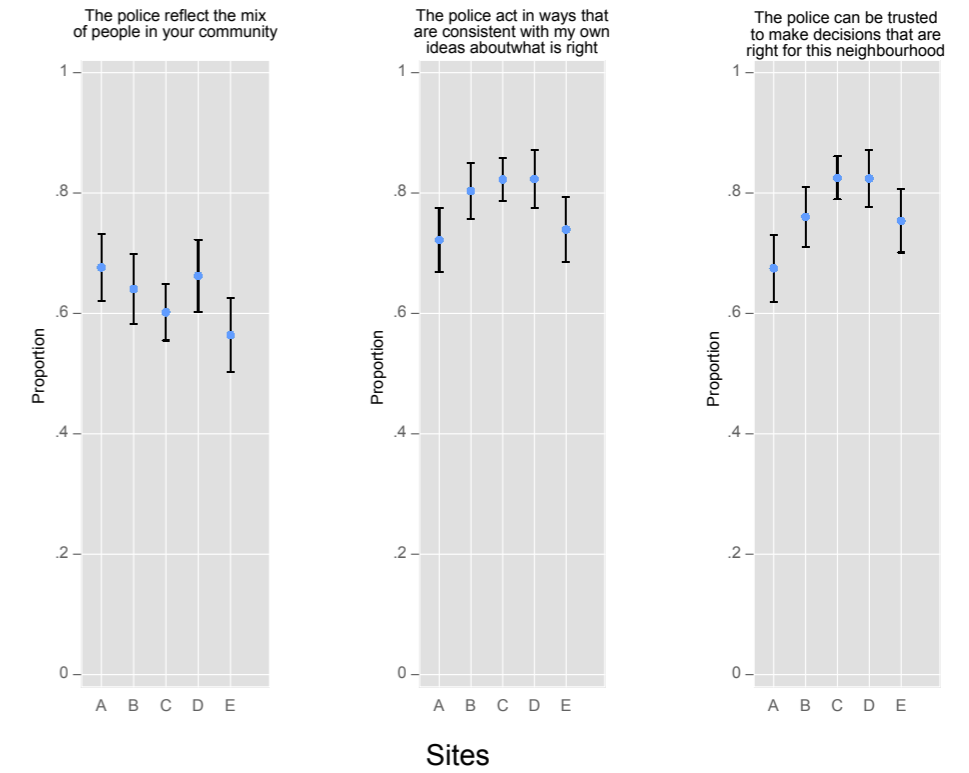 The police reflect the mix
of people in your community
1
.8
.6
.4
.2
0
Proportion
A B C D E
The police act in ways that
are consistent with my own
ideas aboutwhat is right
1
.8
.6
.4
.2
0
Proportion
A B C D E
The police can be trusted
to make decisions that are
right for this neighbourhood
1
.8
.6
.4
.2
0
Proportion
A B C D E
Sites